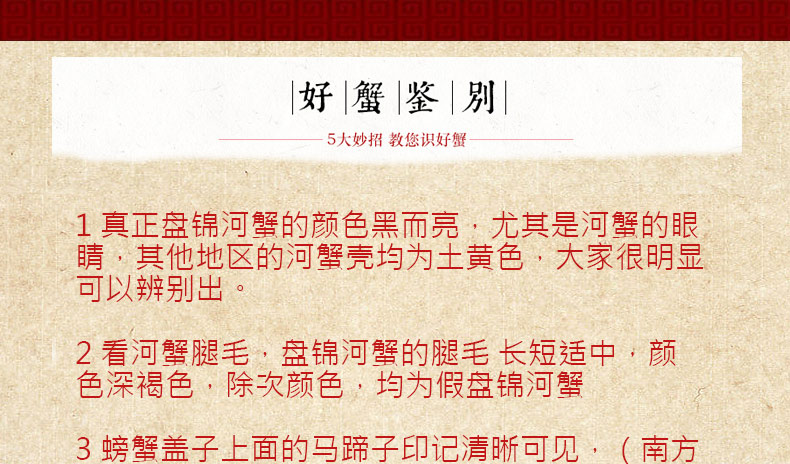 好蟹鉴别
5大妙招 教您识好蟹
1 真正盘锦河蟹的颜色黑而亮，尤其是河蟹的眼
睛，其他地区的河蟹壳均为土黄色，大家很明显
可以辨别出。
2 看河蟹腿毛，盘锦河蟹的腿毛 长短适中，颜
色深褐色，除次颜色，均为假盘锦河蟹
3 螃蟹盖子上面的马蹄子印记清晰可见，（南方